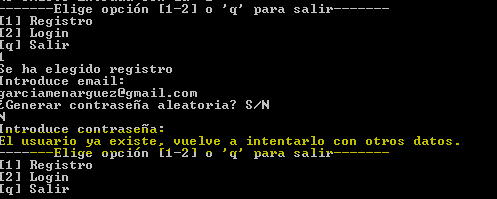 -------Elige opción [1-2] o 'q' para salir-------
[1] Registro
[2] Login
[q] Salir
1
Se ha elegido registro
Introduce email:
garciamenarguez@gmail.com
¿Generar contraseña aleatoria? S/N
N
Introduce contraseña:
El usuario ya existe, vuelve a intentarlo con otros datos.
-------Elige opción [1-2] o 'q' para salir-------
[1] Registro
[2] Login
[q] Salir